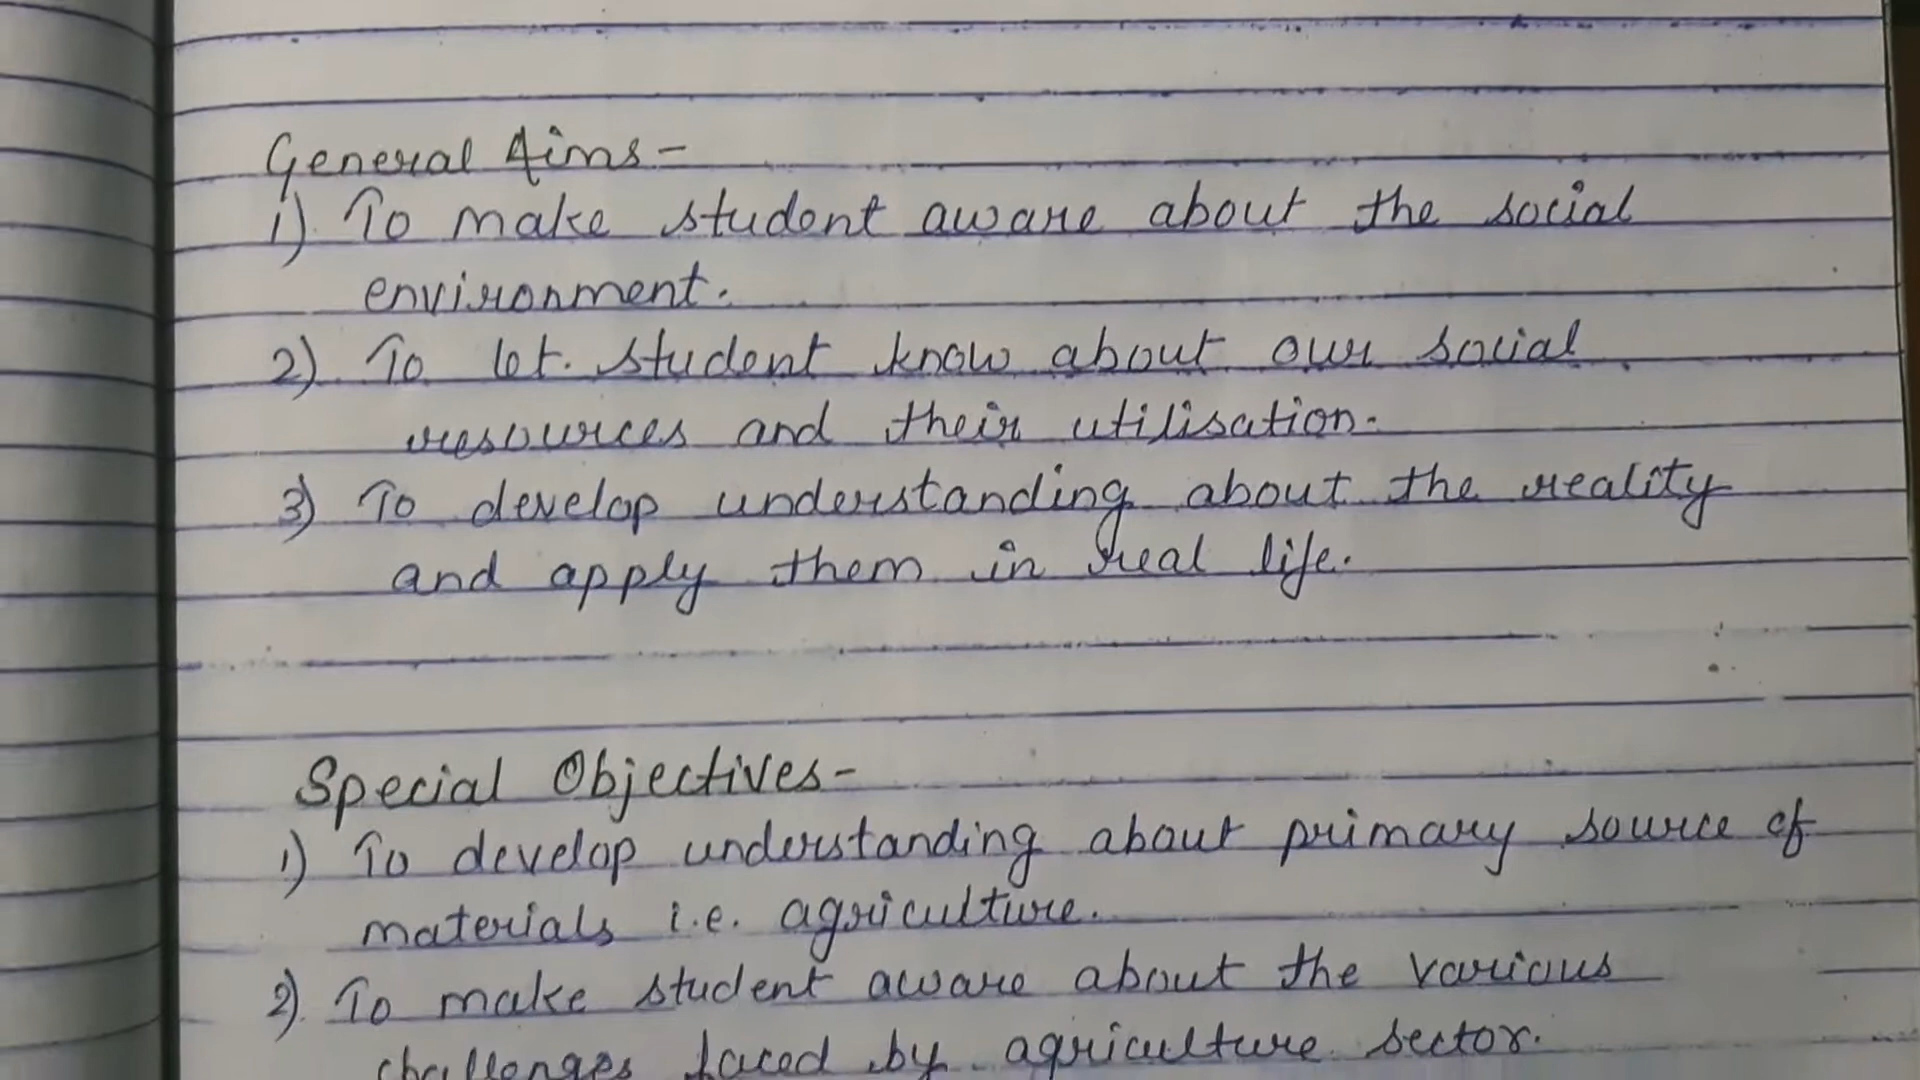 General Aims-
1) To make student aware about the social
environment.
2) To let student know about our social
resources and their utilisation.
3) To develop understanding about the reality
and apply them in real life.
Special Objectives-
1) To develop understanding about primary source of
materials i.e. agriculture.
2) To make student aware about the various
challenges faced by agriculture sector.